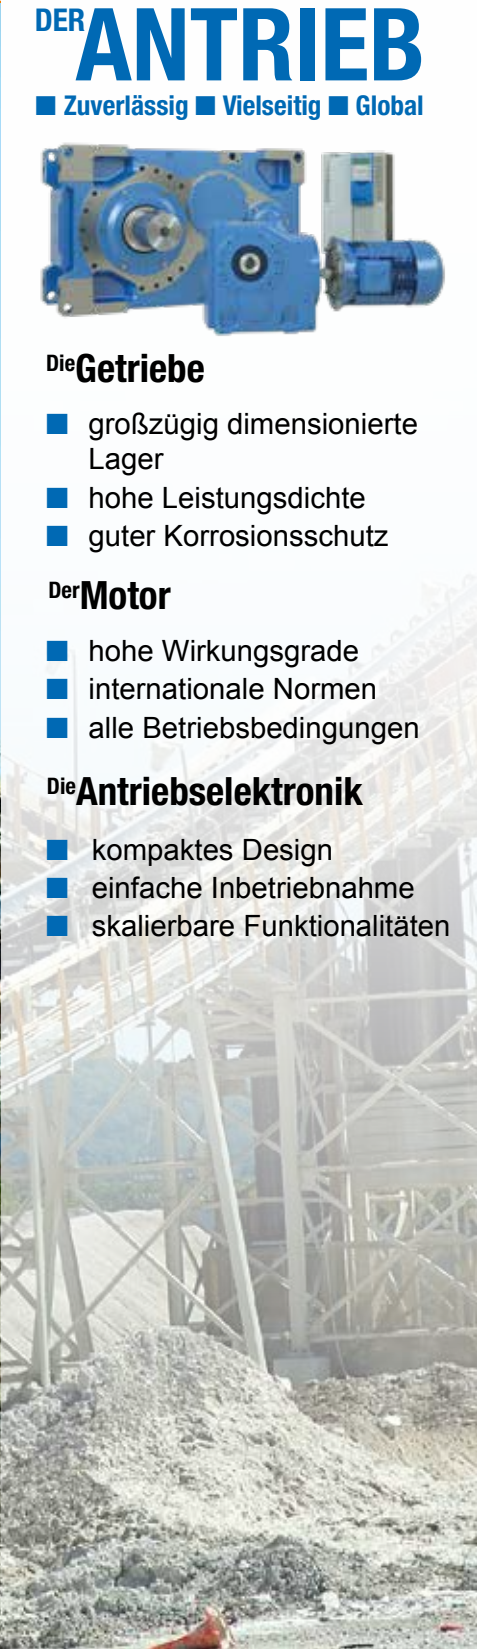 DER ANTRIEB
■ Zuverlässig ■ Vielseitig ■ Global
Die Getriebe
■ großzügig dimensionierte
Lager
■ hohe Leistungsdichte
■ guter Korrosionsschutz
Der Motor
■ hohe Wirkungsgrade
■ internationale Normen
■ alle Betriebsbedingungen
Die Antriebselektronik
■ kompaktes Design
■ einfache Inbetriebnahme
■ skalierbare Funktionalitäten